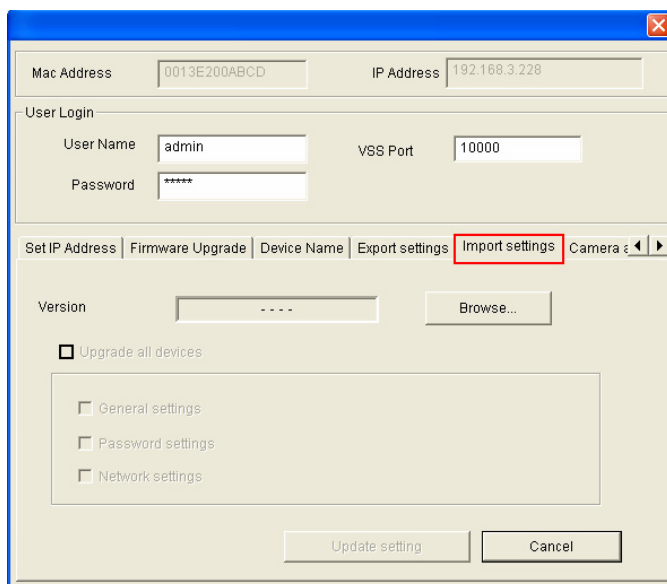 Mac Address 0013E200ABCD IP Address 192.168.3.228
User Login
User Name admin VSS Port 10000
Password *****
Set IP Address Firmware Upgrade Device Name Export settings Import settings Camera
Version ---- Browse...
Upgrade all devices
General settings
Password settings
Network settings
Update setting Cancel